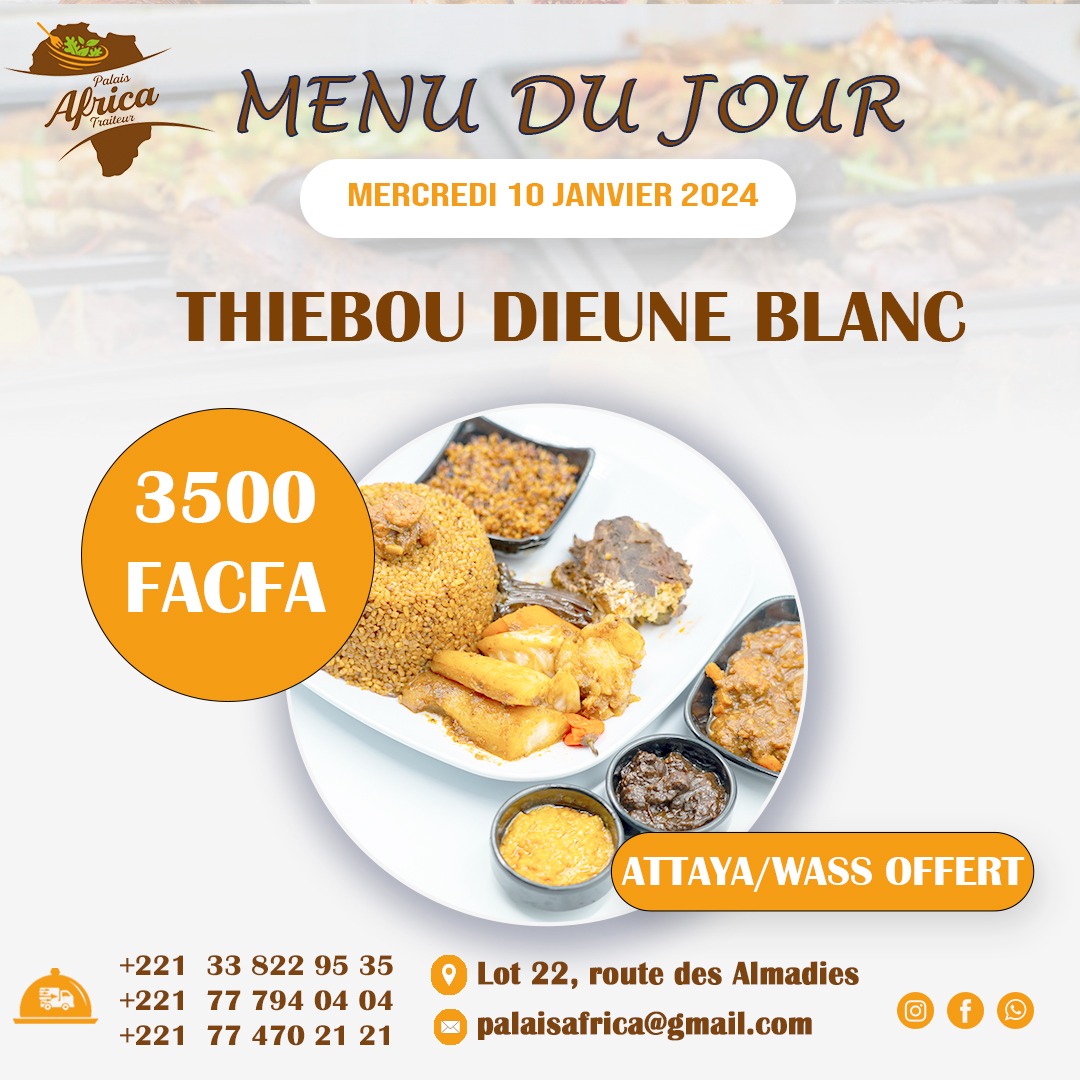 Palais
Africa
Traiteur
MENU DU JOUR
MERCREDI 10 JANVIER 2024
THIEBOU DIEUNE BLANC
3500
FACFA
ATTAYA/WASS OFFERT
+221 33 822 95 35
+221 77 794 04 04
+221 77 470 21 21
Lot 22, route des Almadies
palaisafrica@gmail.com